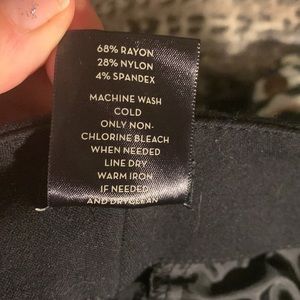 68% RAYON
28% NYLON
4% SPANDEX
MACHINE WASH
COLD
ONLY NON-
CHLORINE BLEACH
WHEN NEEDED
LINE DRY
WARM IRON
IF NEEDED
AND DRYCLEAN